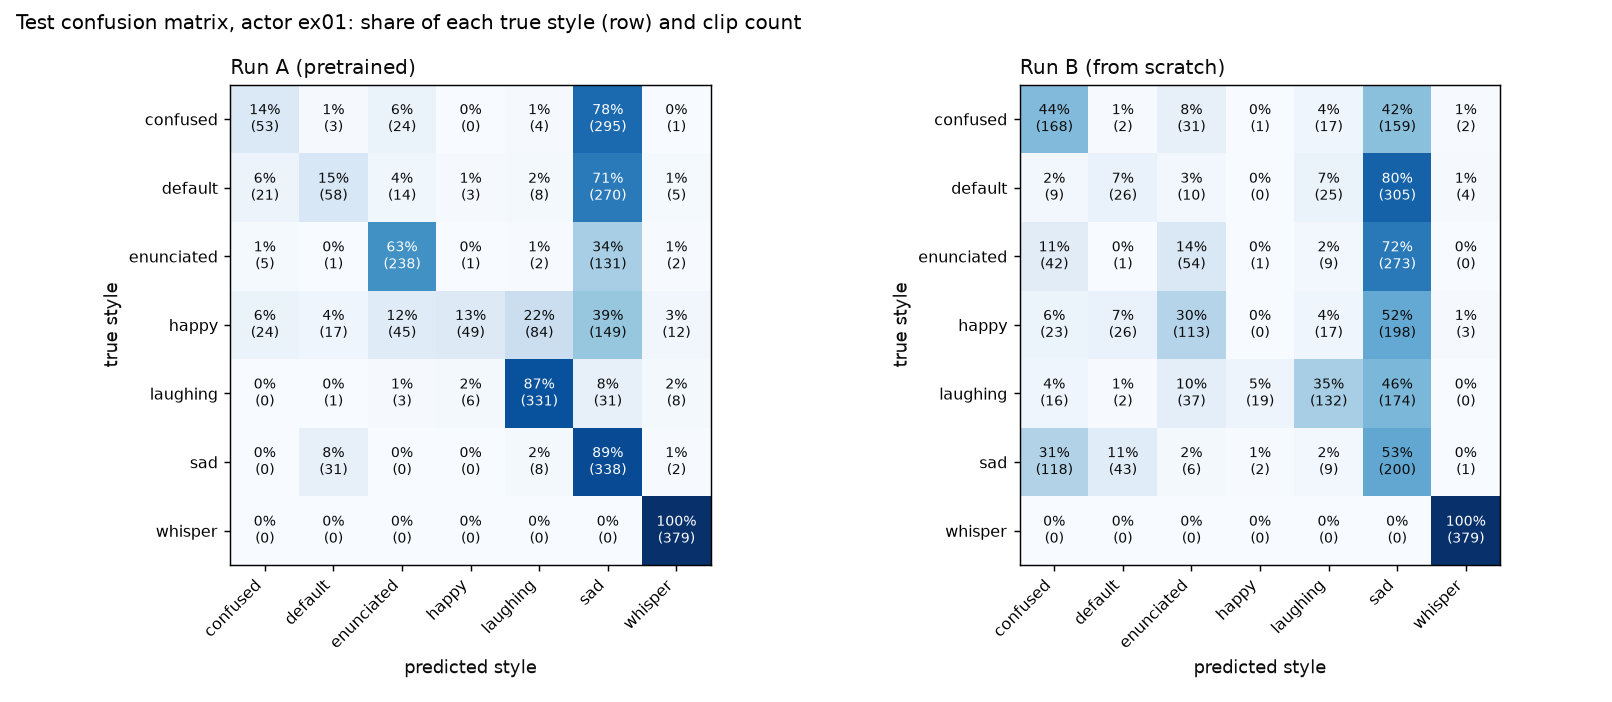 Test confusion matrix, actor ex01: share of each true style (row) and clip count
Run A (pretrained)
true style
confused 14% 1% 6% 0% 1% 78% 0%
(53) (3) (24) (0) (4) (295) (1)
default 6% 15% 4% 1% 2% 71% 1%
(21) (58) (14) (3) (8) (270) (5)
enunciated 1% 0% 63% 0% 1% 34% 1%
(5) (1) (238) (1) (2) (131) (2)
happy 6% 4% 12% 13% 22% 39% 3%
(24) (17) (45) (49) (84) (149) (12)
laughing 0% 0% 1% 2% 87% 8% 2%
(0) (1) (3) (6) (331) (31) (8)
sad 0% 8% 0% 0% 2% 89% 1%
(0) (31) (0) (0) (8) (338) (2)
whisper 0% 0% 0% 0% 0% 0% 100%
(0) (0) (0) (0) (0) (0) (379)
confused default enunciated happy laughing sad whisper
predicted style
Run B (from scratch)
true style
confused 44% 1% 8% 0% 4% 42% 1%
(168) (2) (31) (1) (17) (159) (2)
default 2% 7% 3% 0% 7% 80% 1%
(9) (26) (10) (0) (25) (305) (4)
enunciated 11% 0% 14% 0% 2% 72% 0%
(42) (1) (54) (1) (9) (273) (0)
happy 6% 7% 30% 0% 4% 52% 1%
(23) (26) (113) (0) (17) (198) (3)
laughing 4% 1% 10% 5% 35% 46% 0%
(16) (2) (37) (19) (132) (174) (0)
sad 31% 11% 2% 1% 2% 53% 0%
(118) (43) (6) (2) (9) (200) (1)
whisper 0% 0% 0% 0% 0% 0% 100%
(0) (0) (0) (0) (0) (0) (379)
confused default enunciated happy laughing sad whisper
predicted style